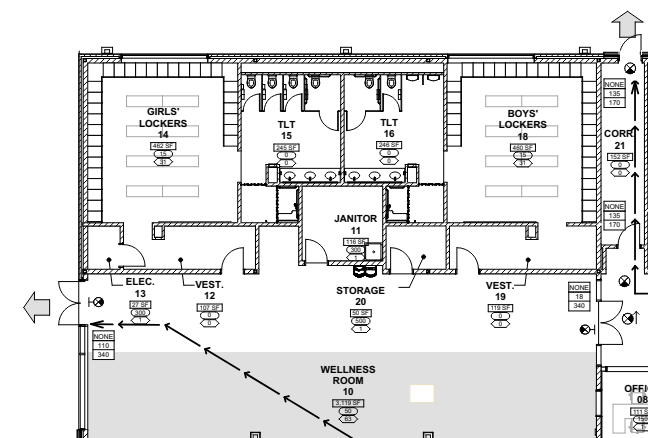 NONE
135
170
GIRLS'
LOCKERS
14
462 SF
15
31
TLT
15
245 SF
0
0
TLT
16
246 SF
0
0
BOYS'
LOCKERS
18
460 SF
15
31
CORR.
21
152 SF
0
0
NONE
135
170
JANITOR
11
116 SF
300
1
ELEC.
13
27 SF
300
1
VEST.
12
107 SF
0
0
STORAGE
20
50 SF
500
1
VEST.
19
119 SF
0
0
NONE
18
340
NONE
110
340
WELLNESS
ROOM
10
3,119 SF
50
63
OFFI
08
111 S